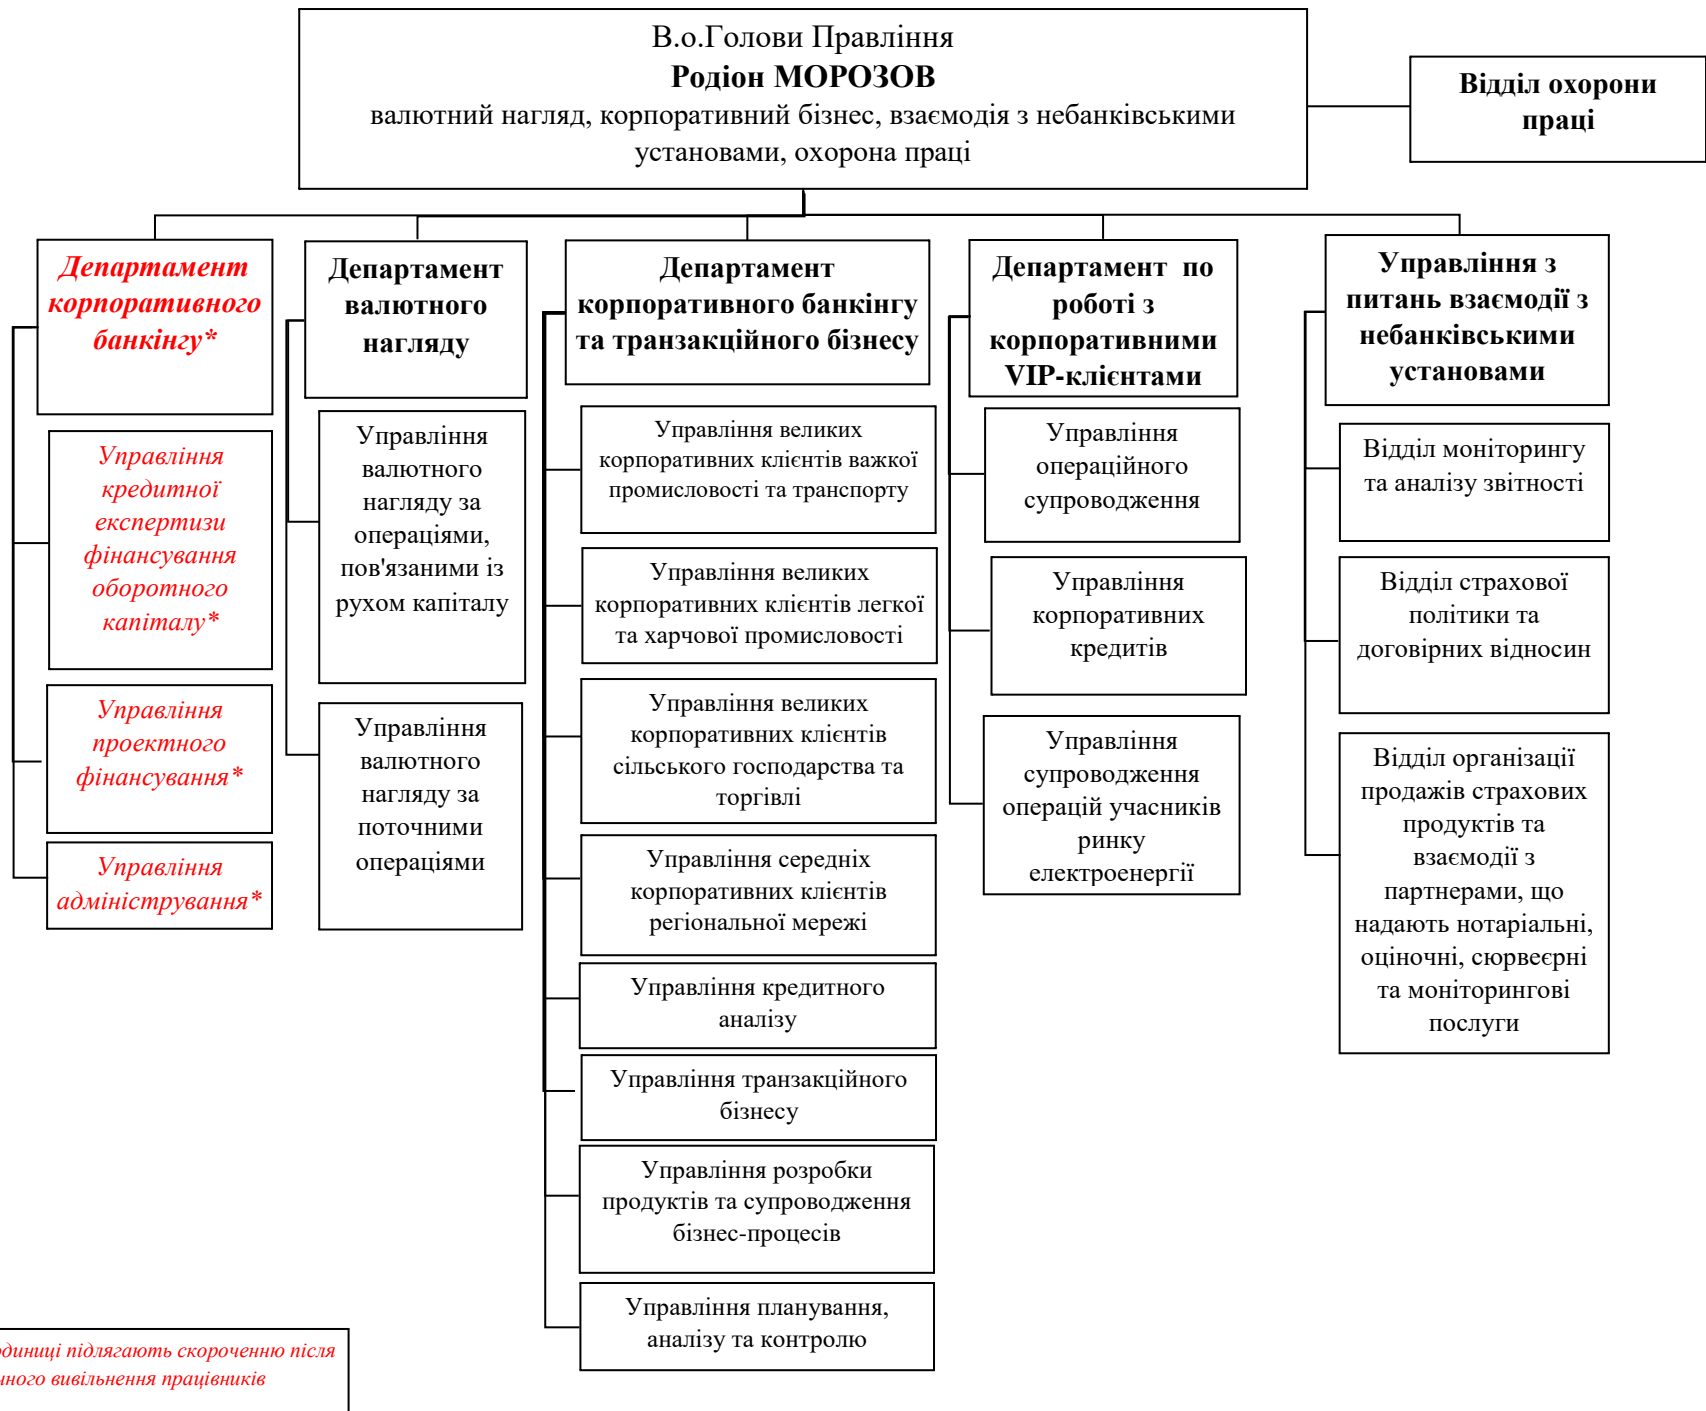 В.о.Голови Правління
Родіон МОРОЗОВ
валютний нагляд, корпоративний бізнес, взаємодія з небанківськими
установами, охорона праці
Відділ охорони
праці
Департамент
корпоративного
банкінгу*
Управління
кредитної
експертизи
фінансування
оборотного
капіталу*
Управління
проектного
фінансування*
Управління
адміністрування*
Департамент
валютного
нагляду
Управління
валютного
нагляду за
операціями,
пов'язаними із
рухом капіталу
Управління
валютного
нагляду за
поточними
операціями
Департамент
корпоративного банкінгу
та транзакційного бізнесу
Управління великих
корпоративних клієнтів важкої
промисловості та транспорту
Управління великих
корпоративних клієнтів легкої
та харчової промисловості
Управління великих
корпоративних клієнтів
сільського господарства та
торгівлі
Управління середніх
корпоративних клієнтів
регіональної мережі
Управління кредитного
аналізу
Управління транзакційного
бізнесу
Управління розробки
продуктів та супроводження
бізнес-процесів
Управління планування,
аналізу та контролю
Департамент по
роботі з
корпоративними
VIP-клієнтами
Управління
операційного
супроводження
Управління
корпоративних
кредитів
Управління
супроводження
операцій учасників
ринку
електроенергії
Управління з
питань взаємодії з
небанківськими
установами
Відділ моніторингу
та аналізу звітності
Відділ страхової
політики та
договірних відносин
Відділ організації
продажів страхових
продуктів та
взаємодії з
партнерами, що
надають нотаріальні,
оціночні, сюрвеєрні
та моніторингові
послуги
підлягають скороченню після
вивільнення працівників